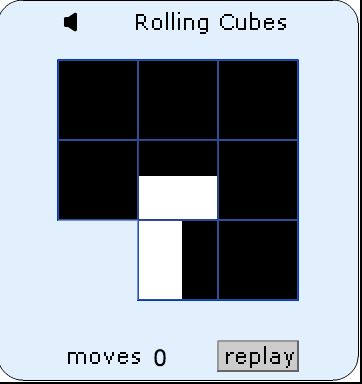 Rolling Cubes
moves 0
replay